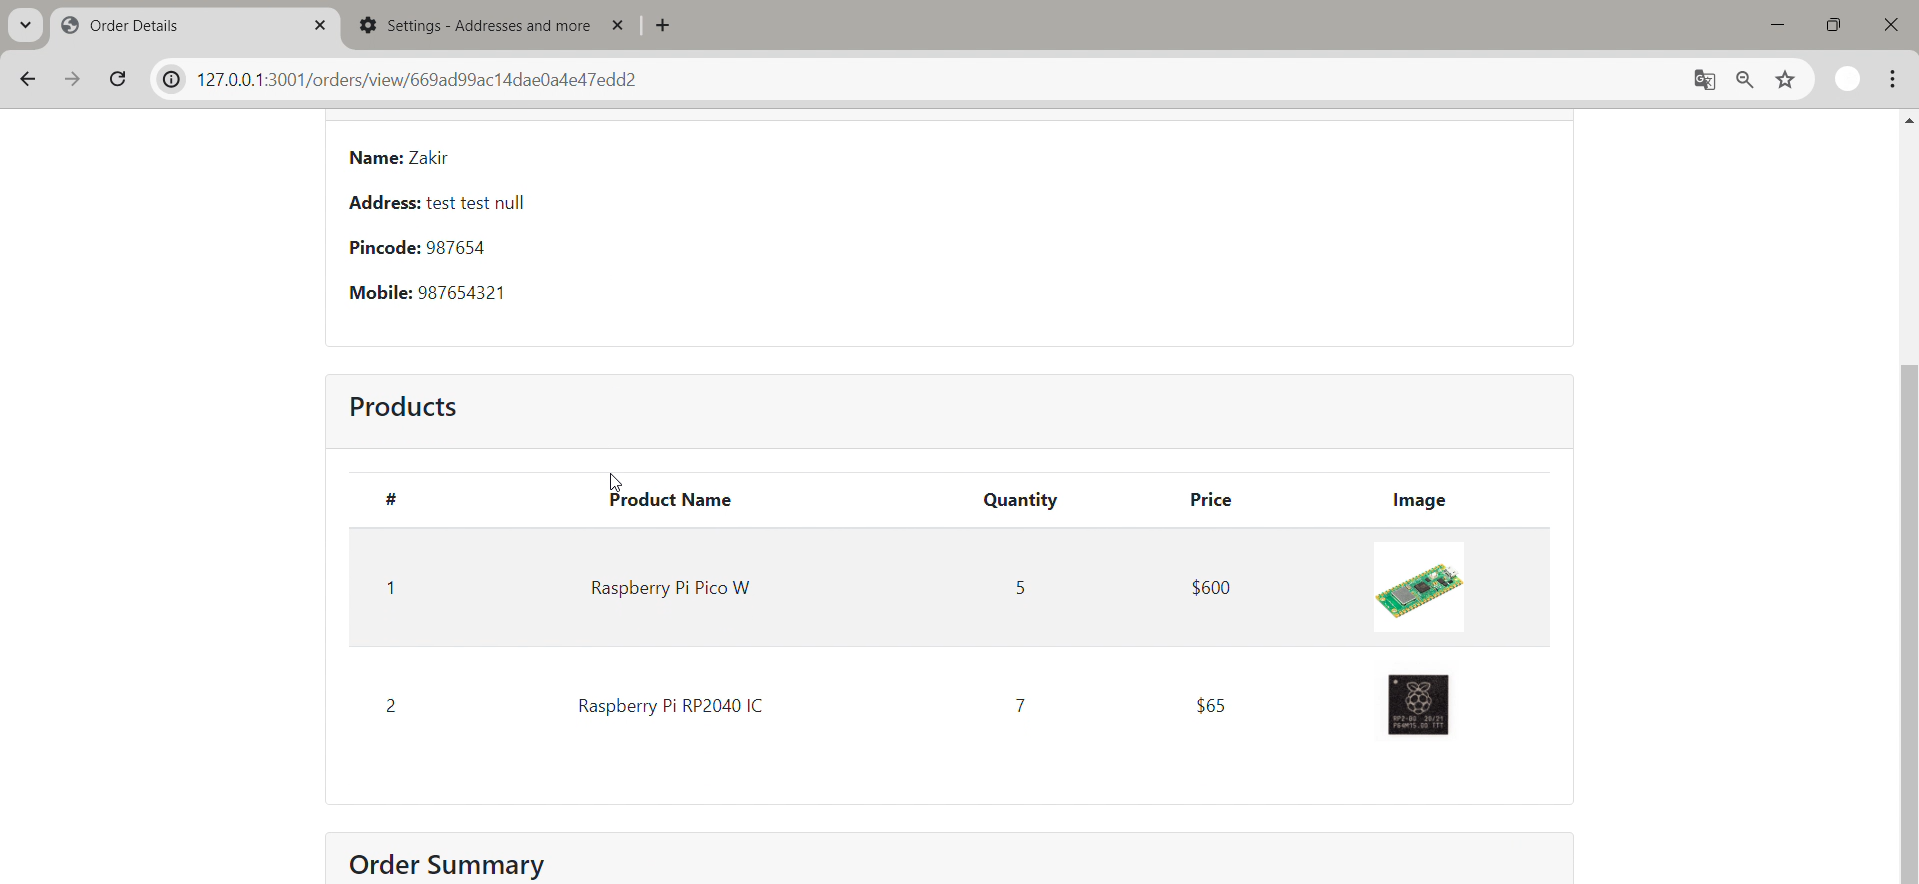 Order Details
Settings - Addresses and more
127.0.0.1:3001/orders/view/669ad99ac14dae0a4e47edd2
Name: Zakir
Address: test test null
Pincode: 987654
Mobile: 987654321
Products
# Product Name Quantity Price Image
1 Raspberry Pi Pico W 5 $600
2 Raspberry Pi RP2040 IC 7 $65
Order Summary